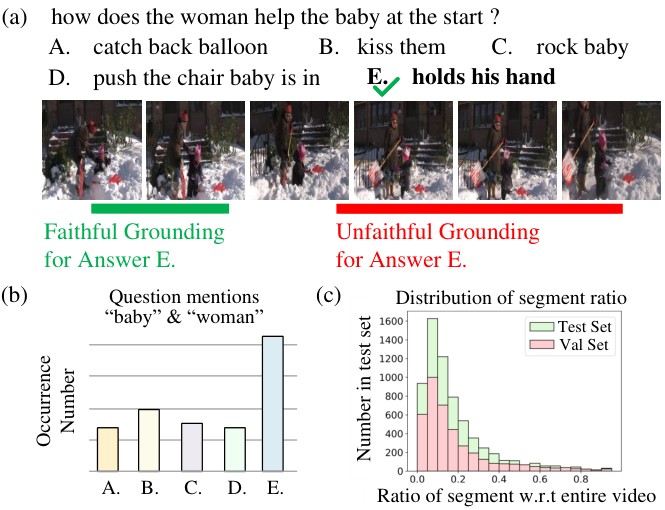 (a) how does the woman help the baby at the start ?
A. catch back balloon B. kiss them C. rock baby
D. push the chair baby is in E. holds his hand
Faithful Grounding
for Answer E.
Unfaithful Grounding
for Answer E.
(b)
Question mentions
“baby” & “woman”
Occurrence
Number
A. B. C. D. E.
(c)
Distribution of segment ratio
Test Set
Val Set
Number in test set
1600
1400
1200
1000
800
600
400
200
0
0.0 0.2 0.4 0.6 0.8
Ratio of segment w.r.t entire video